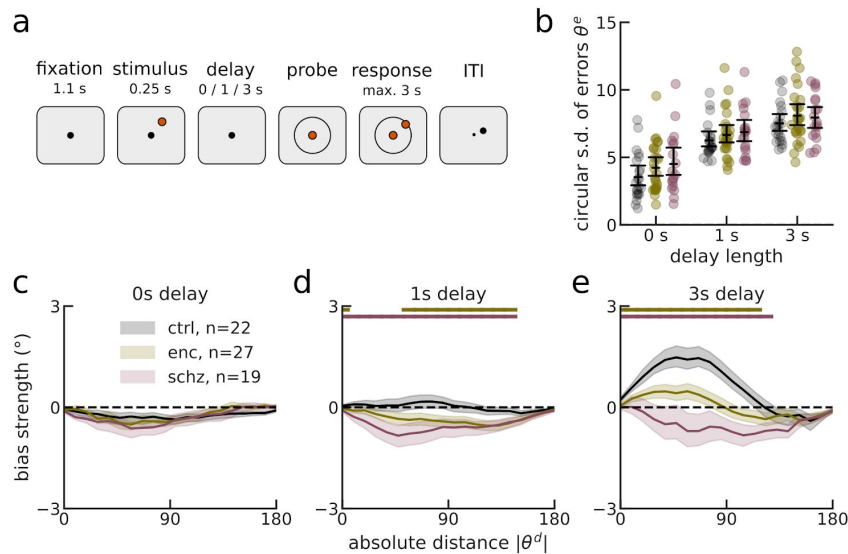 a
fixation stimulus delay probe response ITI
1.1 s 0.25 s 0 / 1 / 3 s max. 3 s
b
circular s.d. of errors θᵉ
15
10
5
0
0 s 1 s 3 s
delay length
c
0s delay
3
0
−3
bias strength (°)
ctrl, n=22
enc, n=27
schz, n=19
0 90 180
d
1s delay
3
0
−3
0 90 180
absolute distance |θᵈ|
e
3s delay
3
0
−3
0 90 180